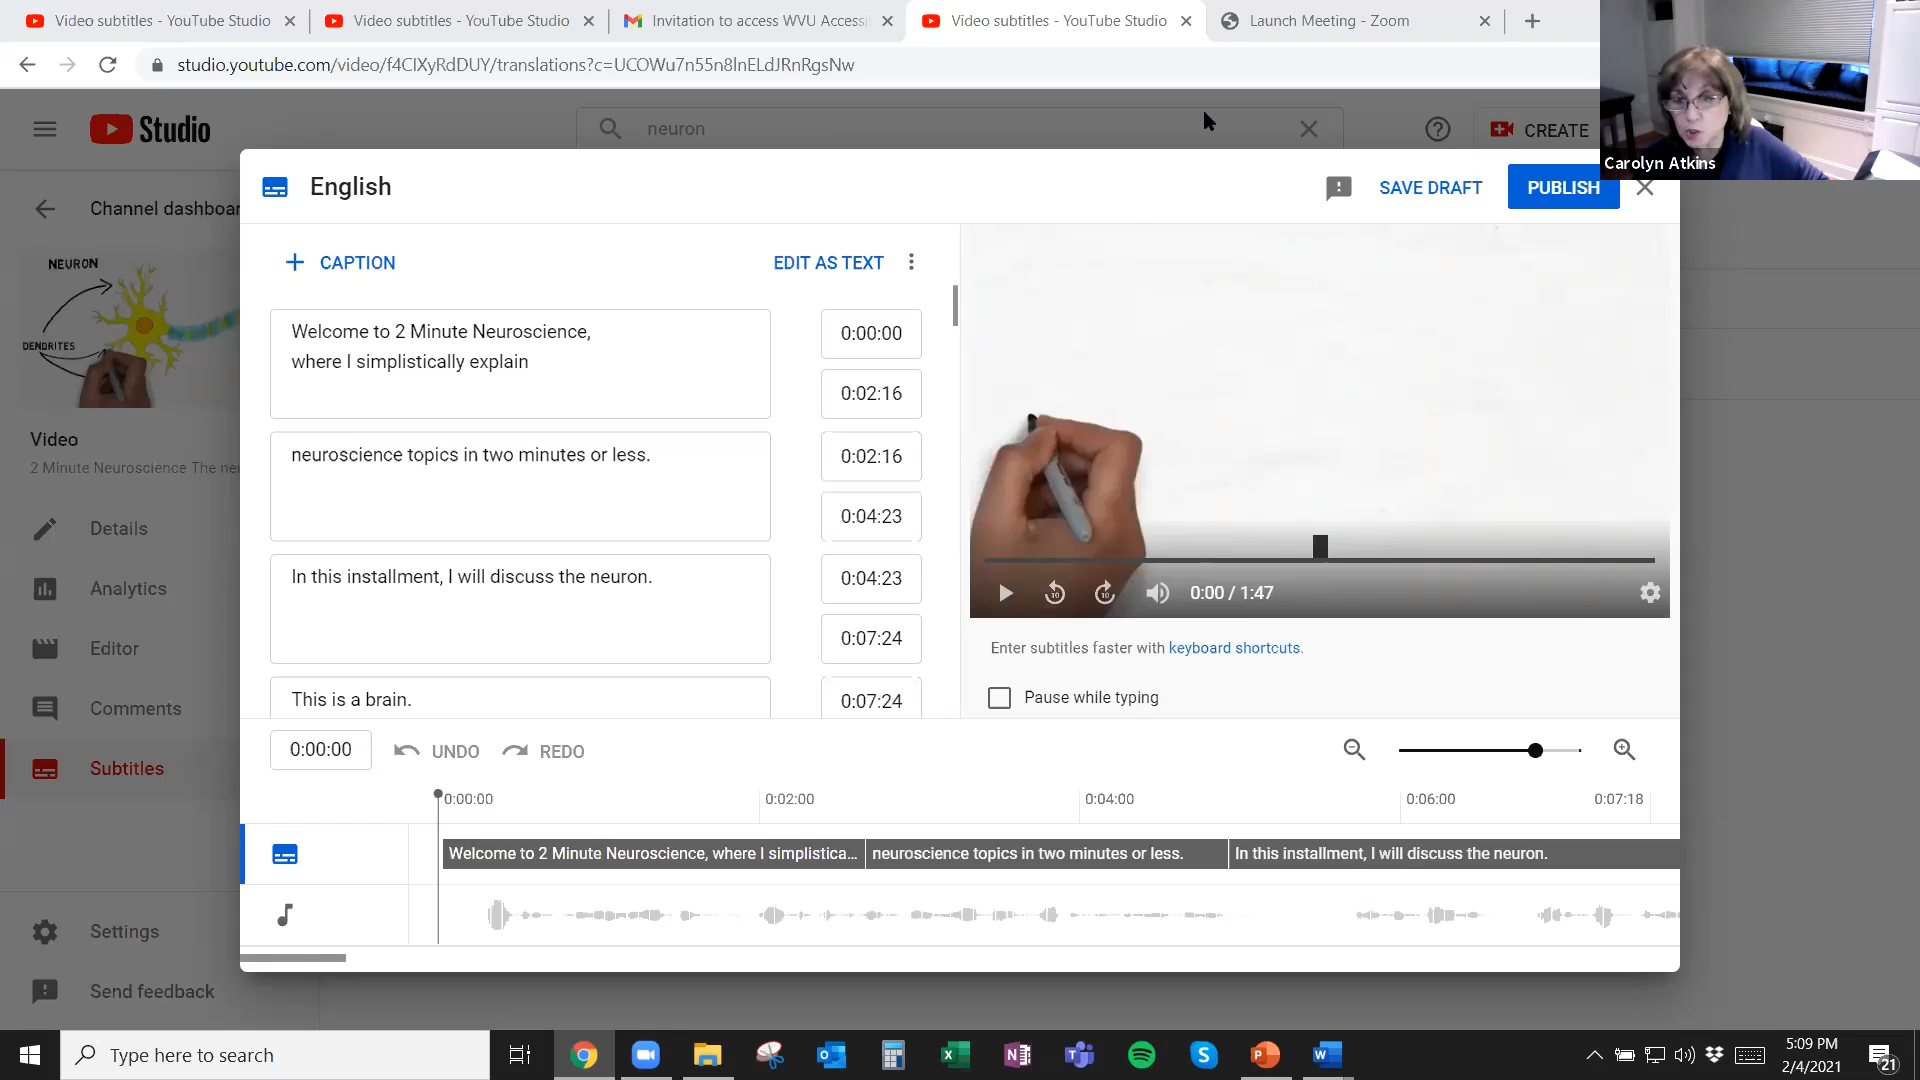 Video subtitles - YouTube Studio
Video subtitles - YouTube Studio
Invitation to access WVU Accessi
Video subtitles - YouTube Studio
Launch Meeting - Zoom
studio.youtube.com/video/f4ClXyRdDUY/translations?c=UCOWu7n55n8lnELdJRnRgsNw
Studio
neuron
CREATE
Carolyn Atkins
Channel dashboar
NEURON
DENDRITES
Video
2 Minute Neuroscience The neu
Details
Analytics
Editor
Comments
Subtitles
Settings
Send feedback
English
SAVE DRAFT
PUBLISH
CAPTION
EDIT AS TEXT
Welcome to 2 Minute Neuroscience,
where I simplistically explain
0:00:00
0:02:16
neuroscience topics in two minutes or less.
0:02:16
0:04:23
In this installment, I will discuss the neuron.
0:04:23
0:07:24
This is a brain.
0:07:24
0:00 / 1:47
Enter subtitles faster with keyboard shortcuts.
Pause while typing
0:00:00
UNDO
REDO
0:00:00
0:02:00
0:04:00
0:06:00
0:07:18
Welcome to 2 Minute Neuroscience, where I simplistica...
neuroscience topics in two minutes or less.
In this installment, I will discuss the neuron.
Type here to search
5:09 PM
2/4/2021
21